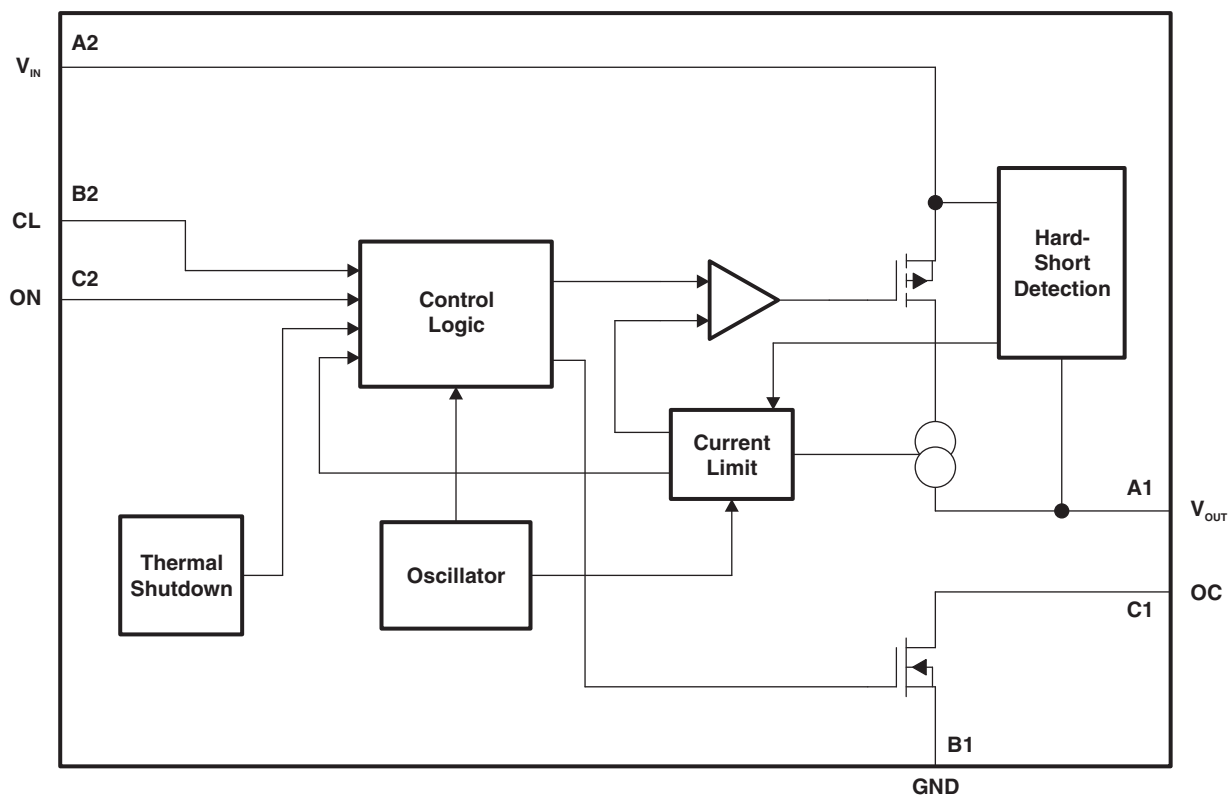 A2
V_IN
B2
CL
C2
ON
Control
Logic
Hard-
Short
Detection
Current
Limit
A1
V_OUT
Thermal
Shutdown
Oscillator
OC
C1
B1
GND